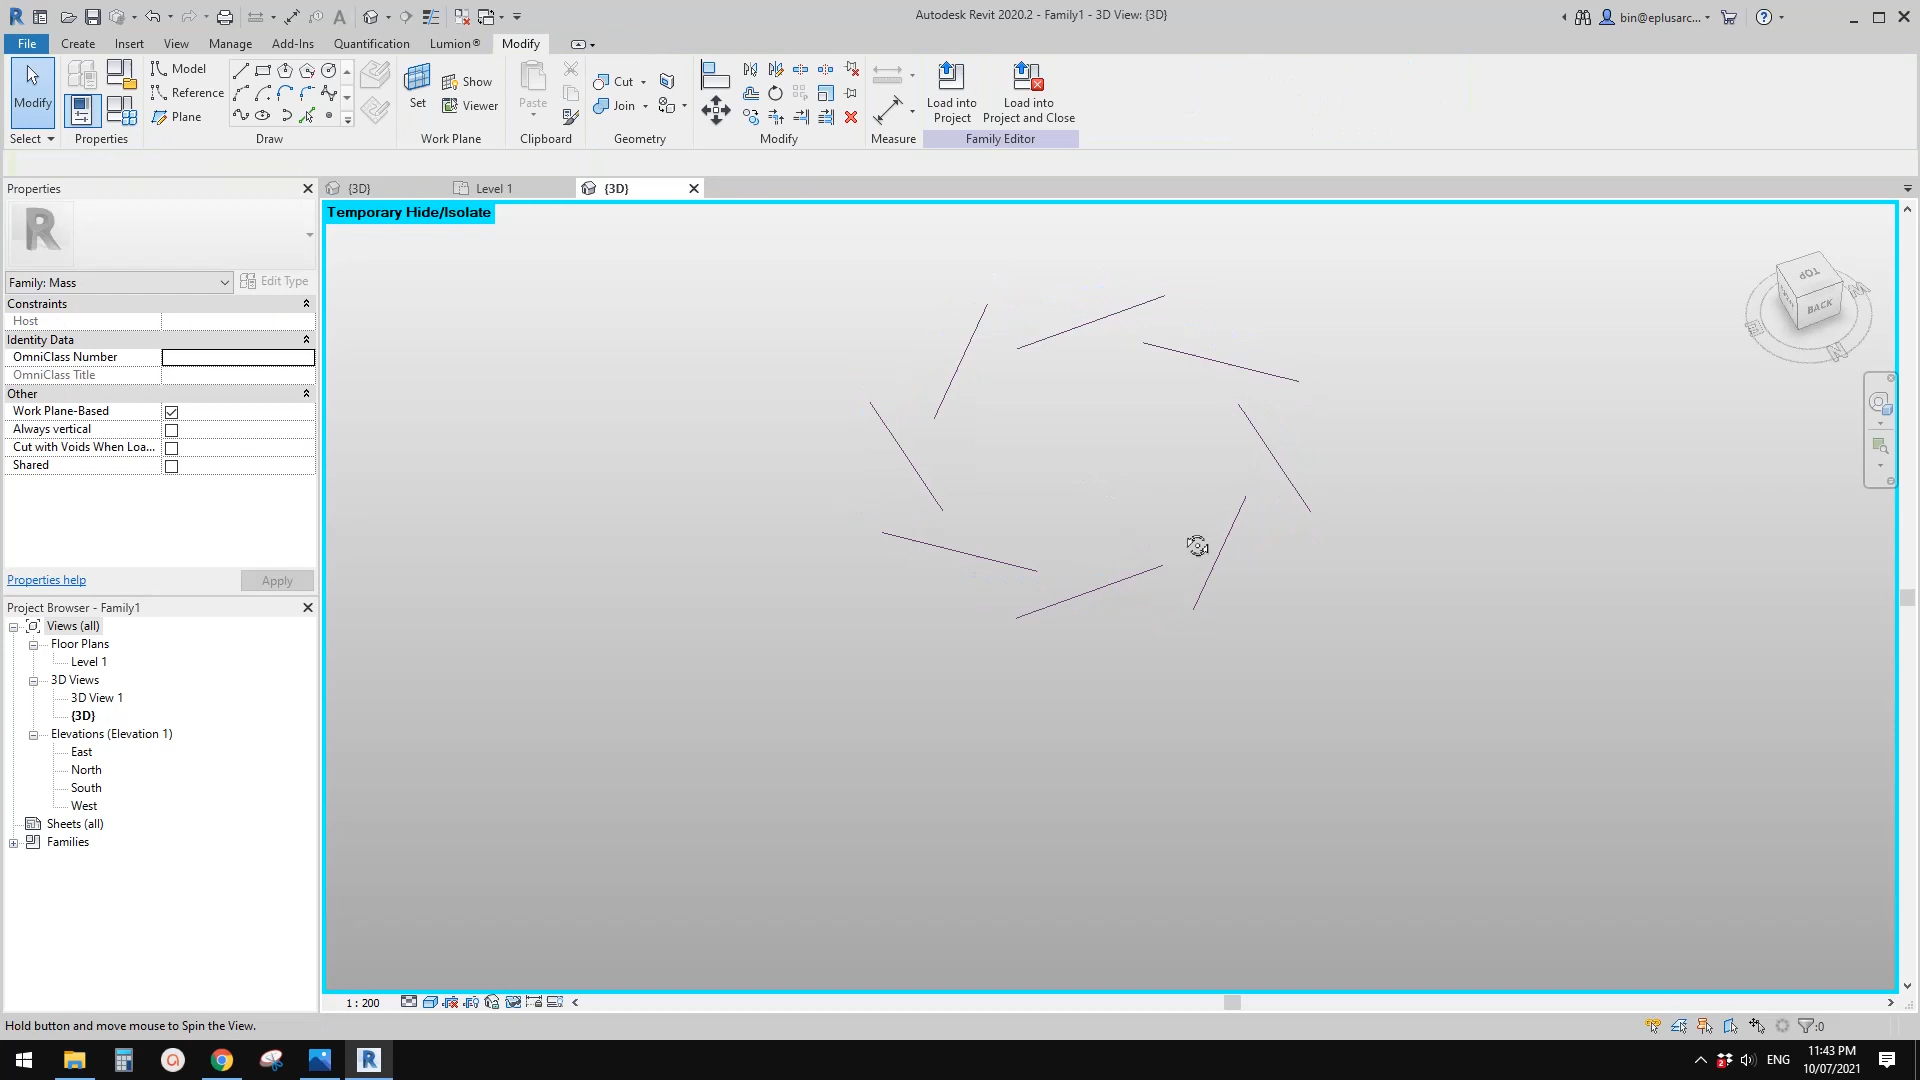 Autodesk Revit 2020.2 - Family1 - 3D View: {3D}
bin@eplusarc...
File
Create
Insert
View
Manage
Add-Ins
Quantification
Lumion®
Modify
Modify
Select
Properties
Model
Reference
Plane
Draw
Set
Show
Viewer
Work Plane
Paste
Clipboard
Cut
Join
Geometry
Modify
Measure
Load into
Project
Load into
Project and Close
Family Editor
Properties
{3D}
Level 1
{3D}
Temporary Hide/Isolate
Family: Mass
Edit Type
Constraints
Host
Identity Data
OmniClass Number
OmniClass Title
Other
Work Plane-Based
Always vertical
Cut with Voids When Loa...
Shared
Properties help
Apply
Project Browser - Family1
Views (all)
Floor Plans
Level 1
3D Views
3D View 1
{3D}
Elevations (Elevation 1)
East
North
South
West
Sheets (all)
Families
TOP
BACK
1 : 200
Hold button and move mouse to Spin the View.
:0
ENG
11:43 PM
10/07/2021